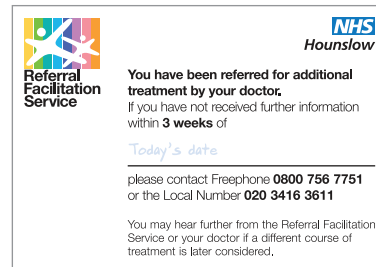 NHS
Hounslow
Referral
Facilitation
Service
You have been referred for additional
treatment by your doctor.
If you have not received further information
within 3 weeks of
Today's date
please contact Freephone 0800 756 7751
or the Local Number 020 3416 3611
You may hear further from the Referral Facilitation
Service or your doctor if a different course of
treatment is later considered.